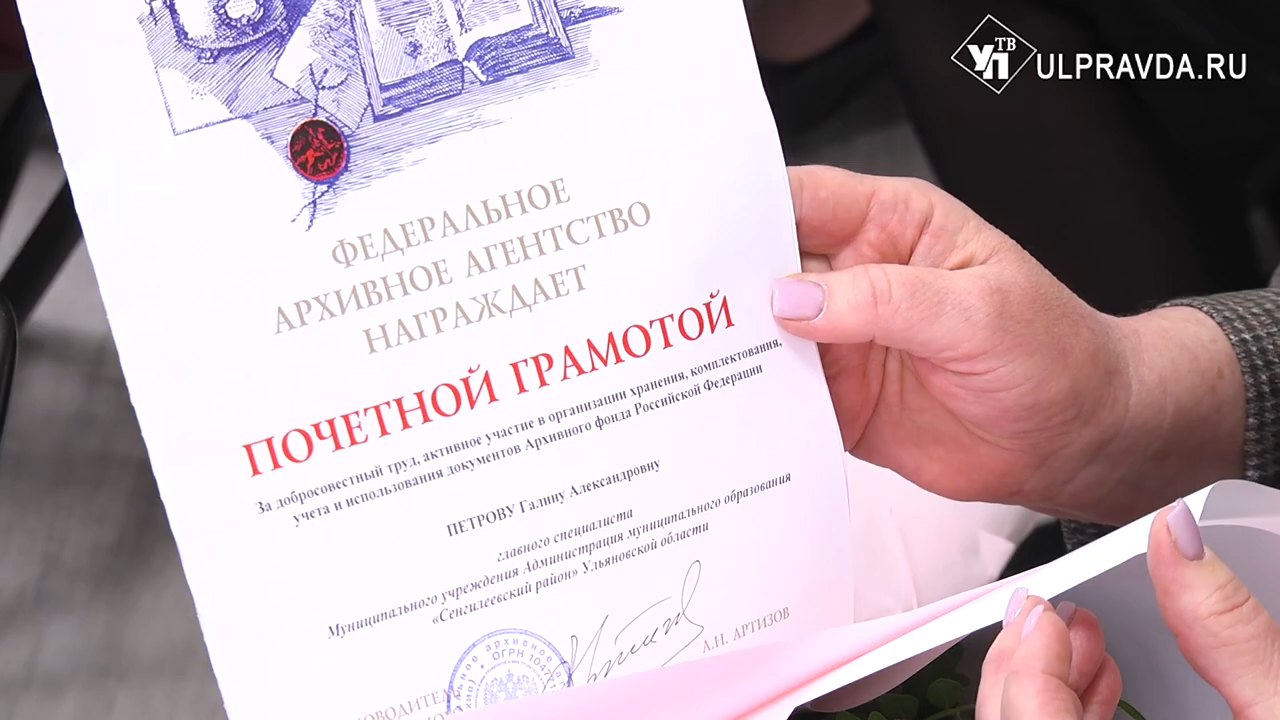 УП ТВ ULPRAVDA.RU
ФЕДЕРАЛЬНОЕ
АРХИВНОЕ АГЕНТСТВО
НАГРАЖДАЕТ
ПОЧЕТНОЙ ГРАМОТОЙ
За добросовестный труд, активное участие в организации хранения, комплектования,
учета и использования документов Архивного фонда Российской Федерации
ПЕТРОВУ Галину Александровну
главного специалиста
Муниципального учреждения Администрация муниципального образования
«Сенгилеевский район» Ульяновской области
А.Н. АРТИЗОВ
ОГРН